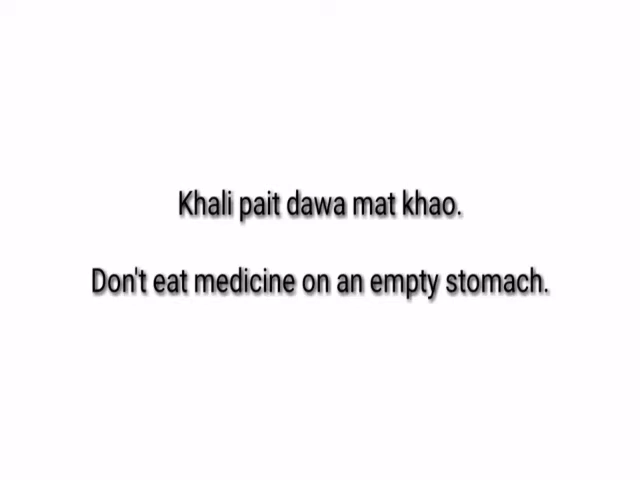 Khali pait dawa mat khao.
Don't eat medicine on an empty stomach.